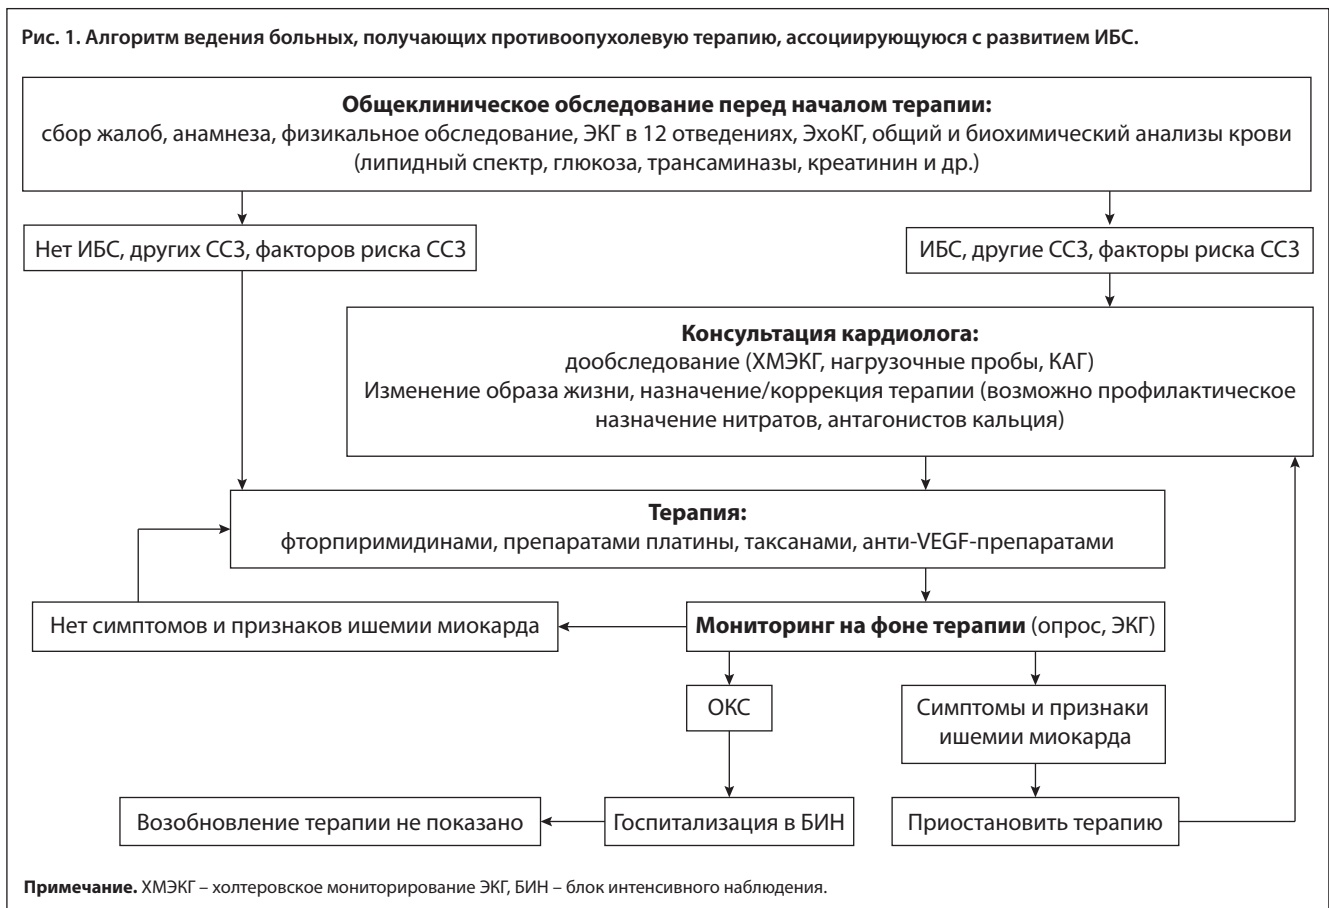 Рис. 1. Алгоритм ведения больных, получающих противоопухолевую терапию, ассоциирующуюся с развитием ИБС.
Общеклиническое обследование перед началом терапии:
сбор жалоб, анамнеза, физикальное обследование, ЭКГ в 12 отведениях, ЭхоКГ, общий и биохимический анализы крови
(липидный спектр, глюкоза, трансаминазы, креатинин и др.)
Нет ИБС, других ССЗ, факторов риска ССЗ
ИБС, другие ССЗ, факторы риска ССЗ
Консультация кардиолога:
дообследование (ХМЭКГ, нагрузочные пробы, КАГ)
Изменение образа жизни, назначение/коррекция терапии (возможно профилактическое
назначение нитратов, антагонистов кальция)
Терапия:
фторпиримидинами, препаратами платины, таксанами, анти-VEGF-препаратами
Нет симптомов и признаков ишемии миокарда
Мониторинг на фоне терапии (опрос, ЭКГ)
ОКС
Симптомы и признаки
ишемии миокарда
Возобновление терапии не показано
Госпитализация в БИН
Приостановить терапию
Примечание. ХМЭКГ – холтеровское мониторирование ЭКГ, БИН – блок интенсивного наблюдения.